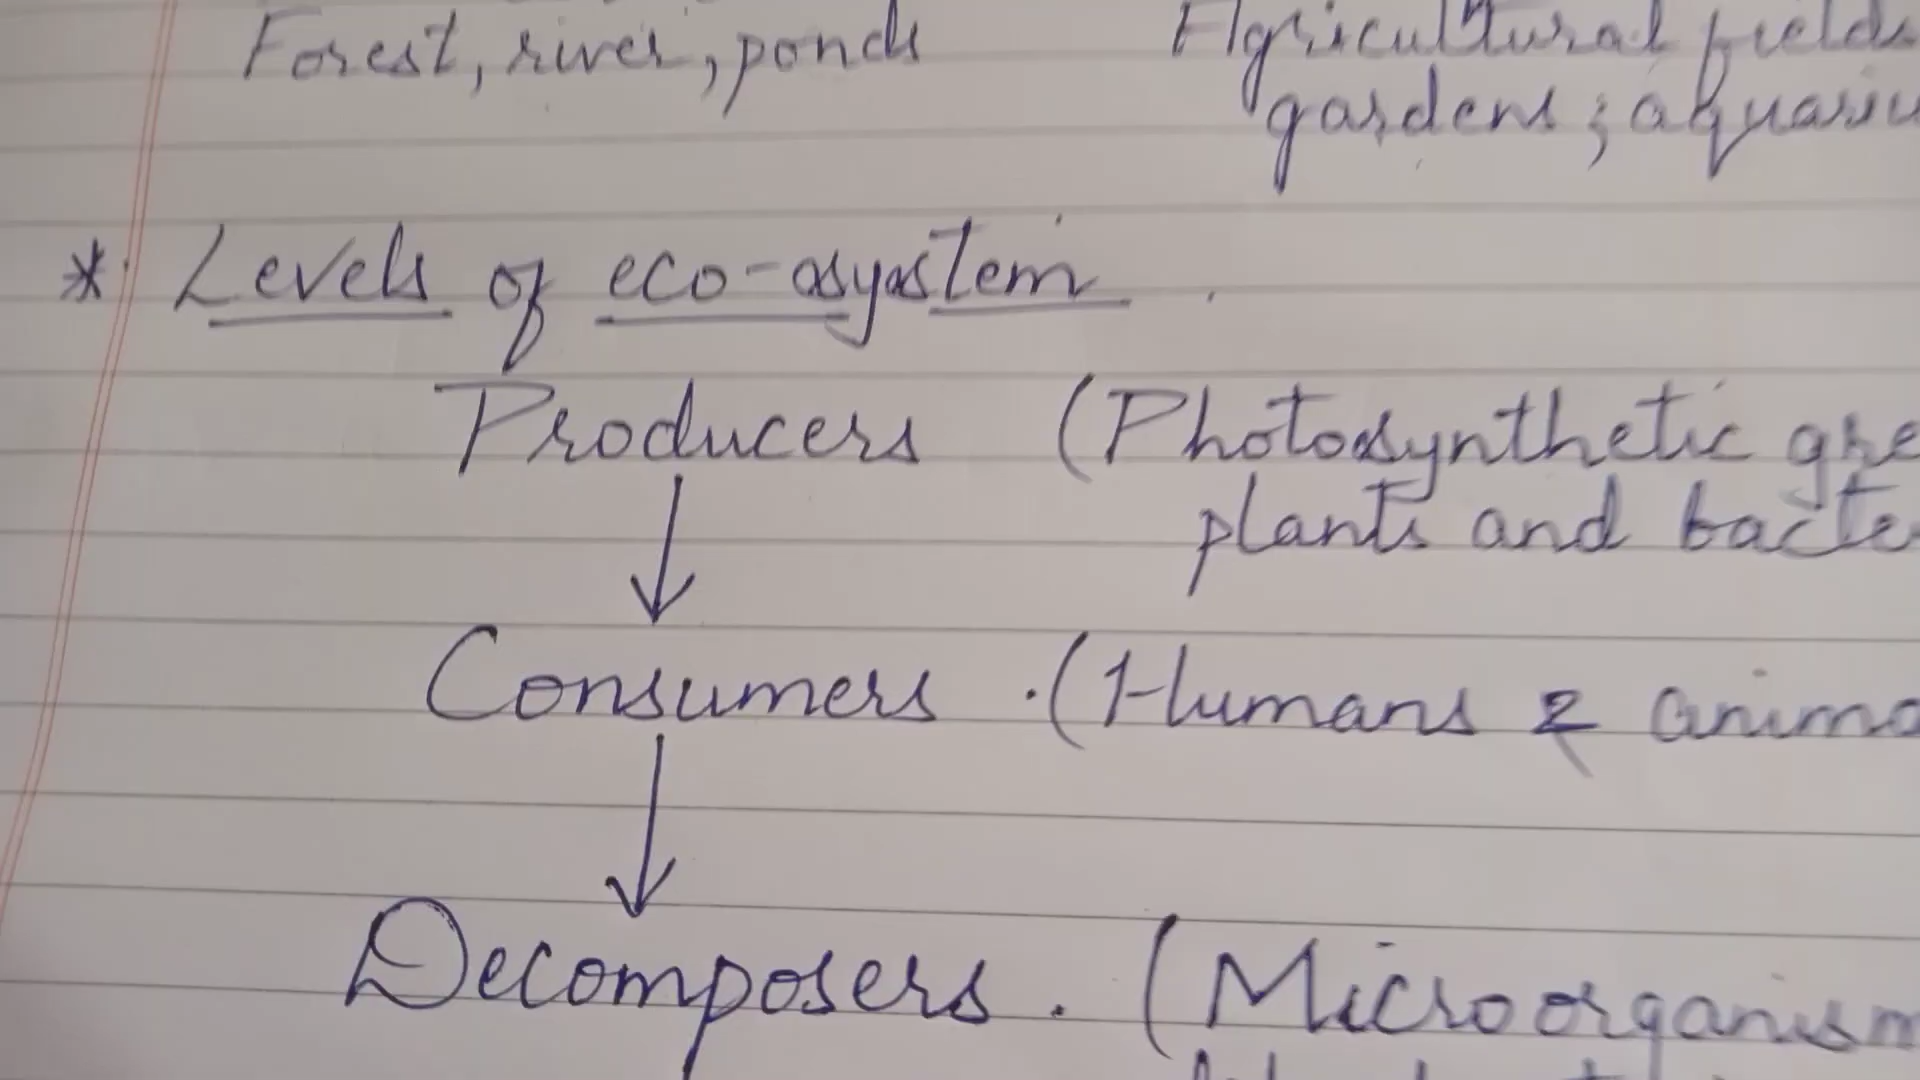 Forest, river, ponds
Agricultural fields
gardens, aquariu
* Levels of eco-system
Producers (Photosynthetic gre
plants and bacte
Consumers . (Humans & anima
Decomposers . (Microorganism